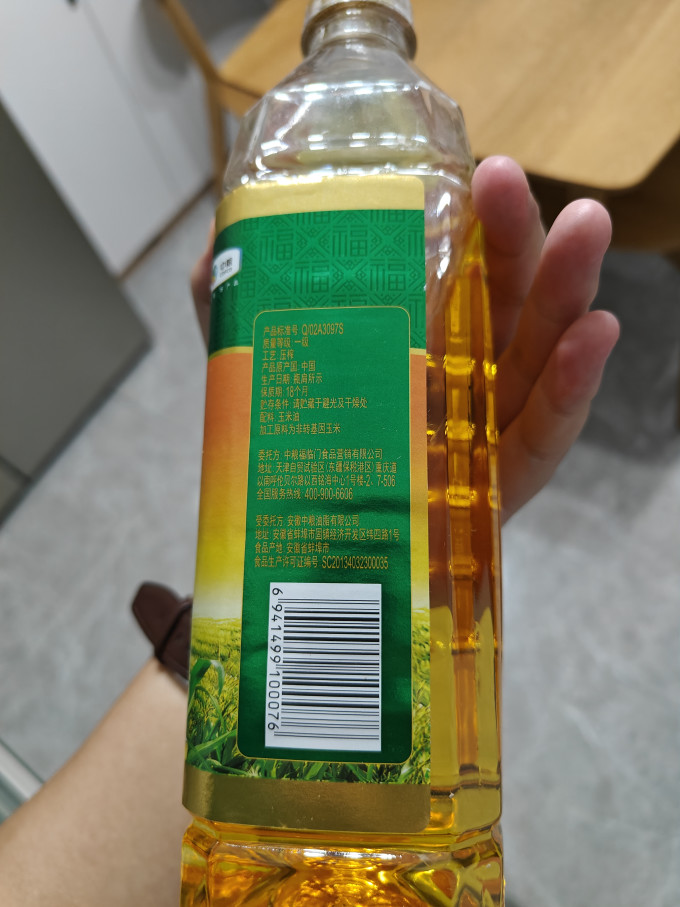 中粮
福 福 福
产品标准号: Q/02A3097S
质量等级: 一级
工艺: 压榨
产品原产国: 中国
生产日期: 瓶肩所示
保质期: 18个月
贮存条件: 请贮藏于避光及干燥处
配料: 玉米油
加工原料为非转基因玉米
委托方: 中粮福临门食品营销有限公司
地址: 天津自贸试验区(东疆保税港区)重庆道
以南呼伦贝尔路以西铭海中心1号楼-2、7-506
全国服务热线: 400-900-6636
受委托方: 安徽中粮油脂有限公司
地址: 安徽省蚌埠市固镇经济开发区纬四路1号
食品产地: 安徽省蚌埠市
食品生产许可证编号: SC20134032300035
6941499100076